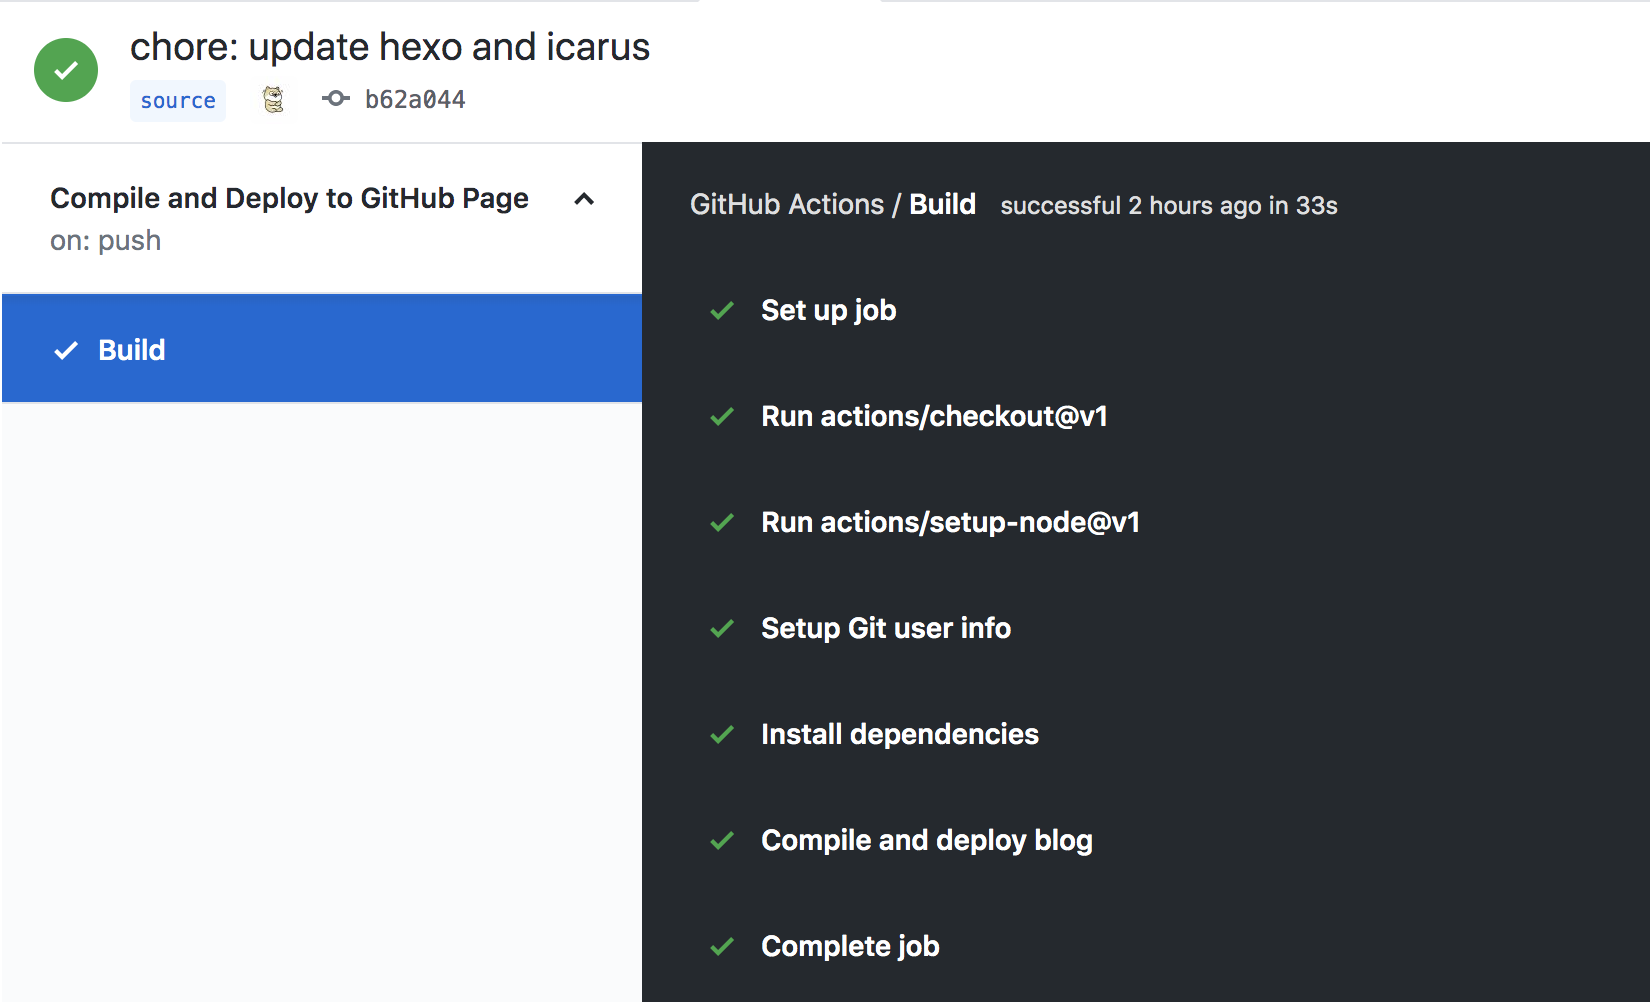 chore: update hexo and icarus
source b62a044
Compile and Deploy to GitHub Page
on: push
Build
GitHub Actions / Build successful 2 hours ago in 33s
Set up job
Run actions/checkout@v1
Run actions/setup-node@v1
Setup Git user info
Install dependencies
Compile and deploy blog
Complete job